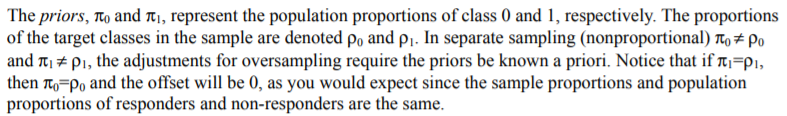 The priors, π₀ and π₁, represent the population proportions of class 0 and 1, respectively. The proportions
of the target classes in the sample are denoted ρ₀ and ρ₁. In separate sampling (nonproportional) π₀ ≠ ρ₀
and π₁ ≠ ρ₁, the adjustments for oversampling require the priors be known a priori. Notice that if π₁=ρ₁,
then π₀=ρ₀ and the offset will be 0, as you would expect since the sample proportions and population
proportions of responders and non-responders are the same.